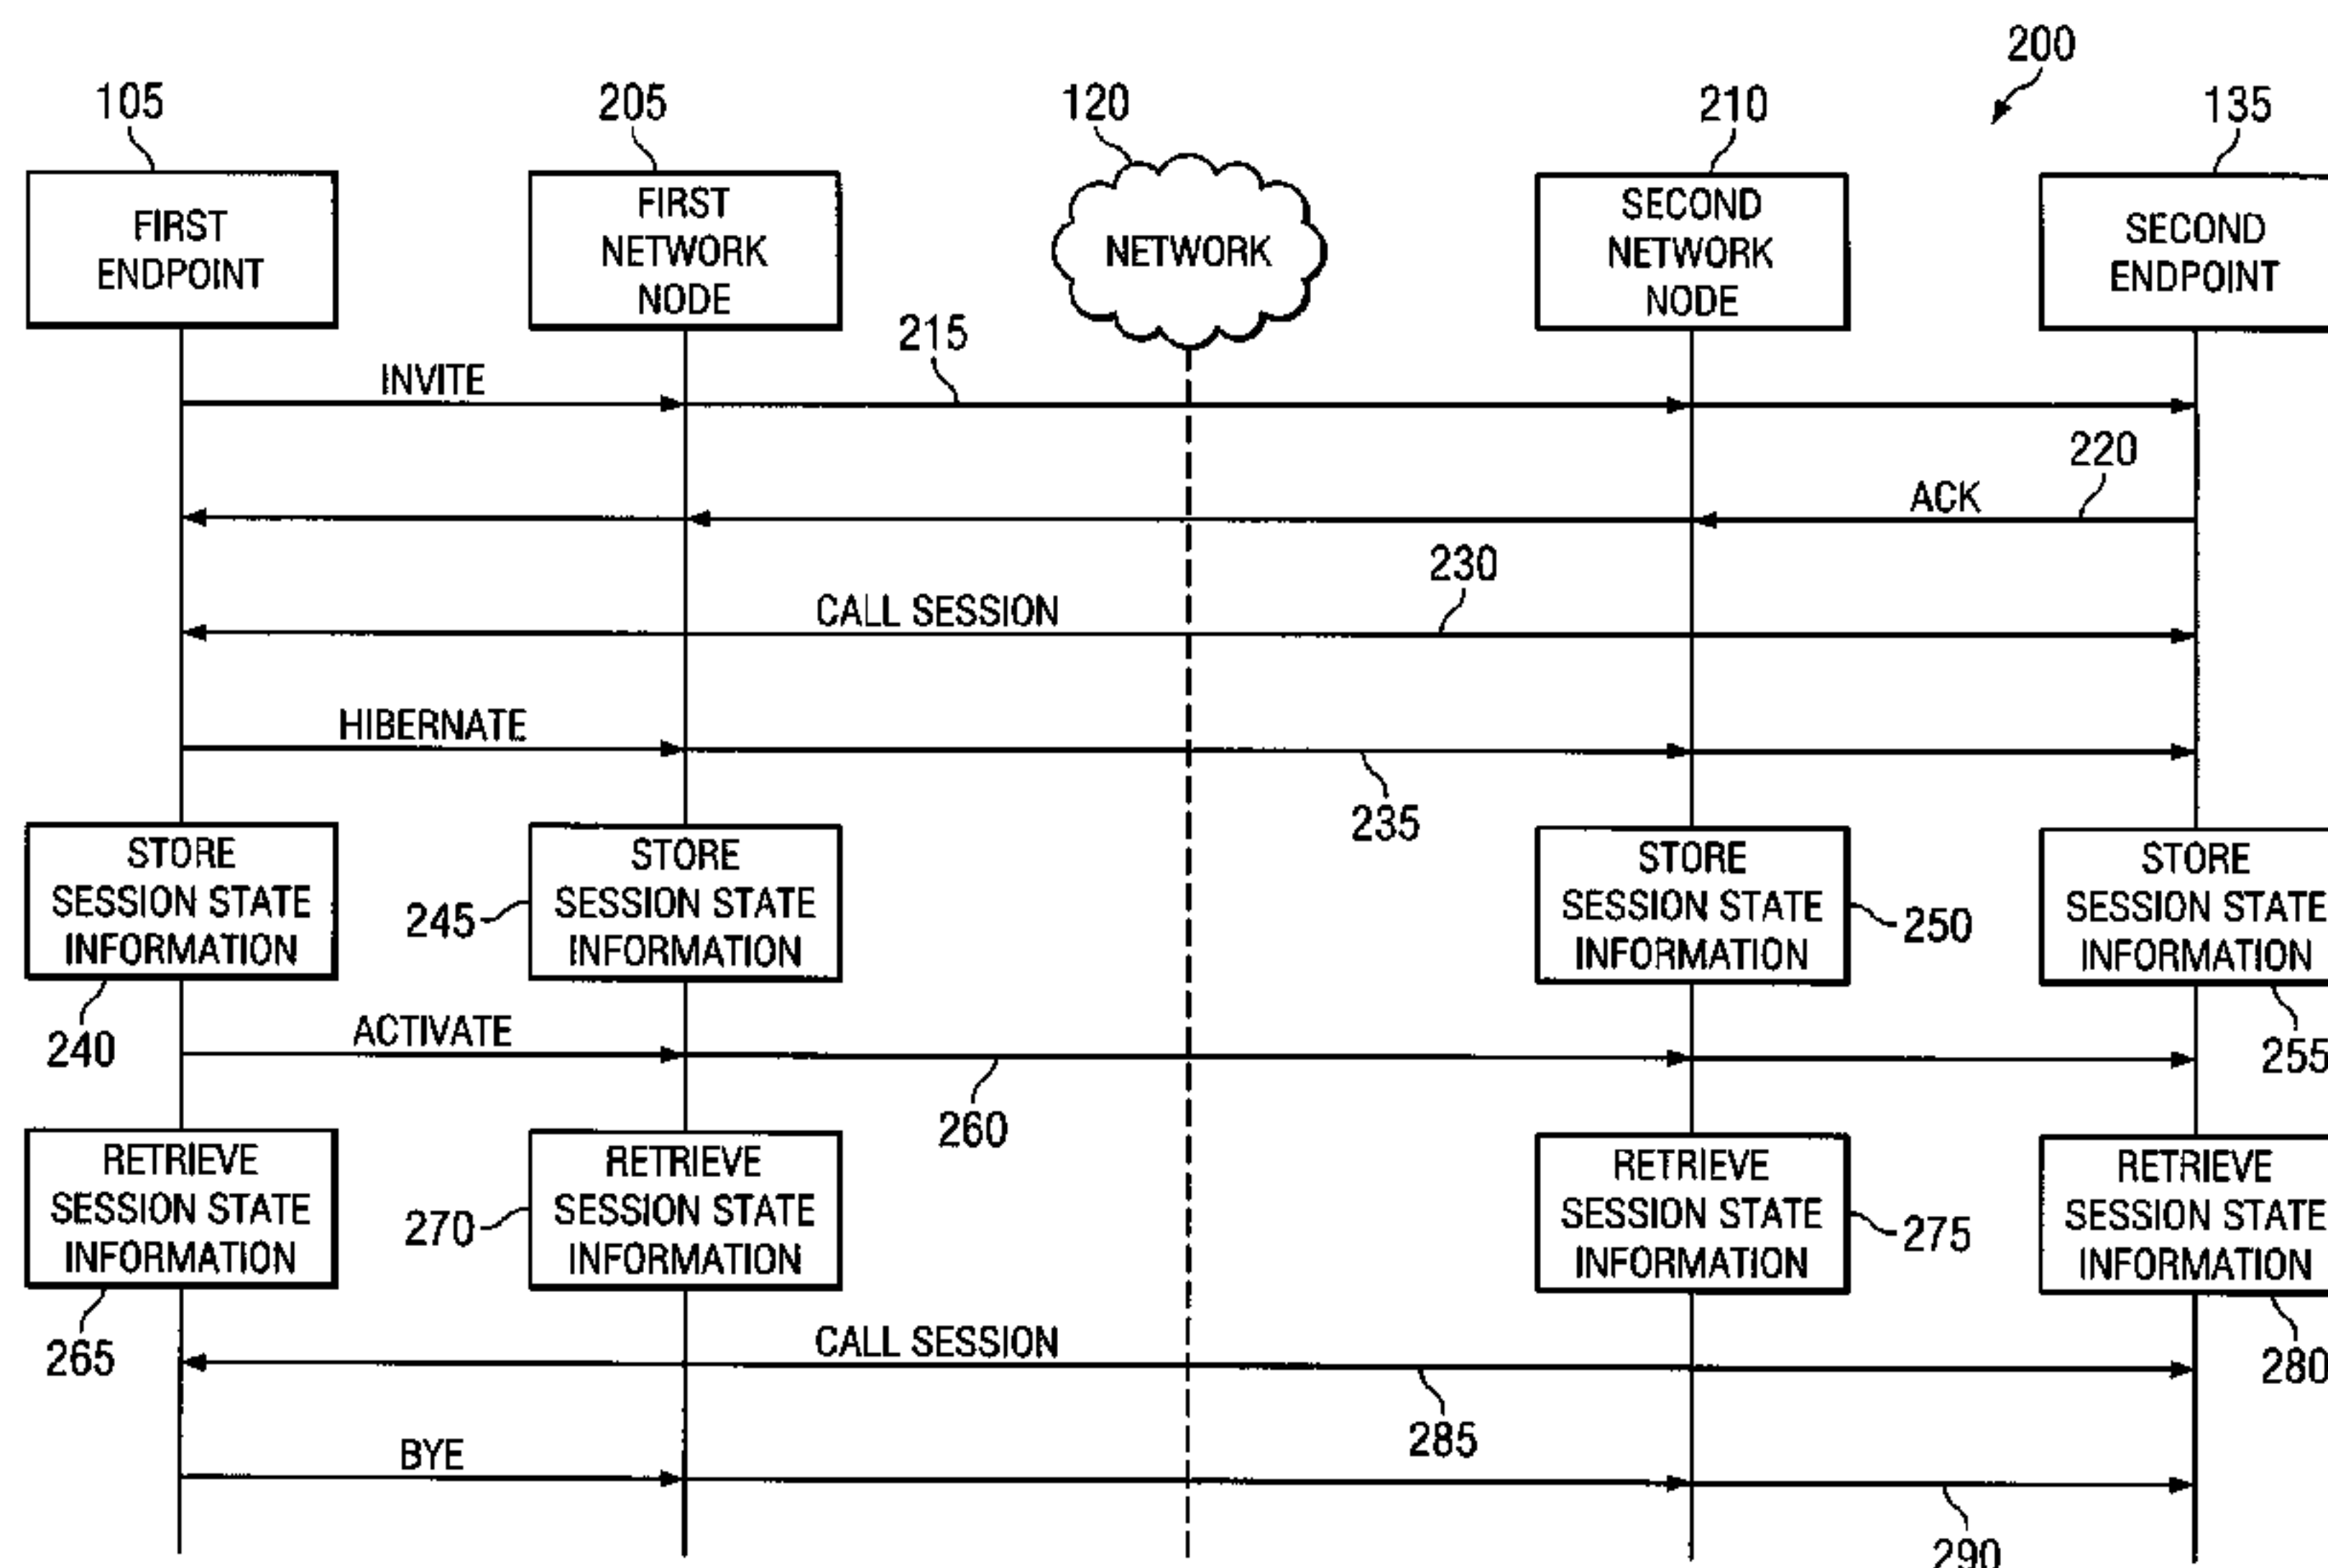 200
105
205
120
210
135
FIRST
ENDPOINT
FIRST
NETWORK
NODE
NETWORK
SECOND
NETWORK
NODE
SECOND
ENDPOINT
215
INVITE
220
ACK
230
CALL SESSION
HIBERNATE
235
STORE
SESSION STATE
INFORMATION
240
STORE
SESSION STATE
INFORMATION
245
STORE
SESSION STATE
INFORMATION
250
STORE
SESSION STATE
INFORMATION
255
ACTIVATE
260
RETRIEVE
SESSION STATE
INFORMATION
265
RETRIEVE
SESSION STATE
INFORMATION
270
RETRIEVE
SESSION STATE
INFORMATION
275
RETRIEVE
SESSION STATE
INFORMATION
280
CALL SESSION
285
BYE
290